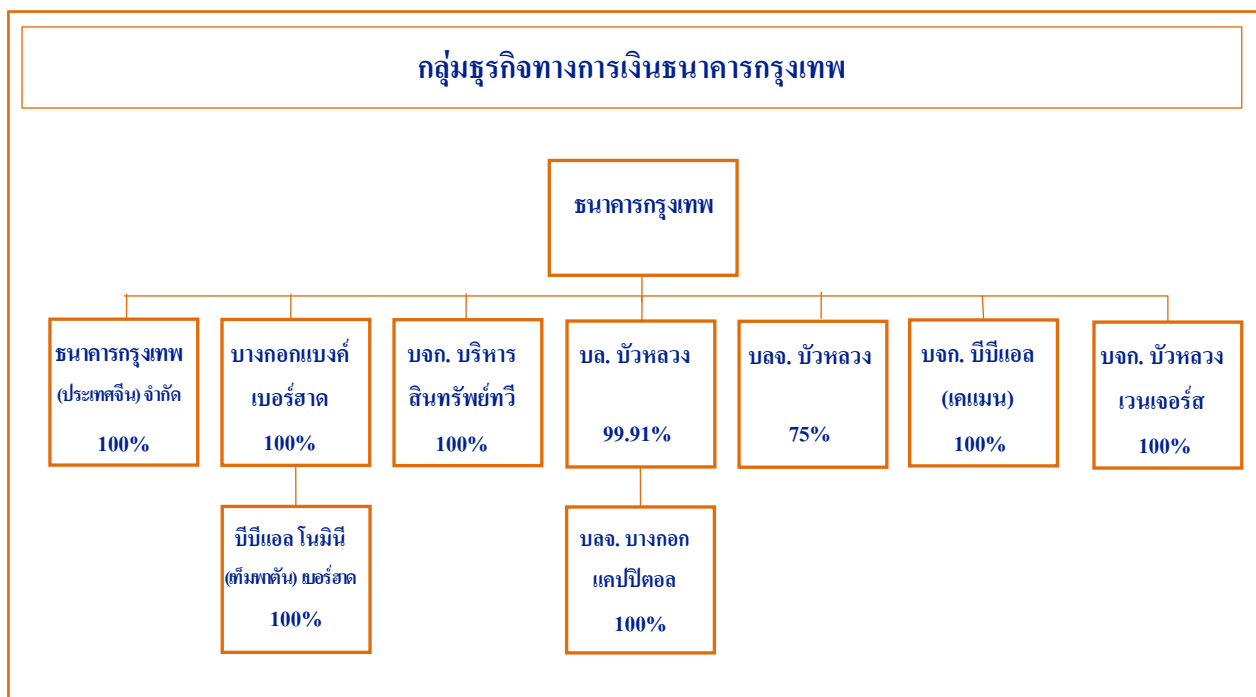 กลุ่มธุรกิจทางการเงินธนาคารกรุงเทพ
ธนาคารกรุงเทพ
ธนาคารกรุงเทพ
(ประเทศจีน) จำกัด
100%
บางกอกแบงค์
เบอร์ฮาด
100%
บจก. บริหาร
สินทรัพย์ทวี
100%
บล. บัวหลวง
99.91%
บลจ. บัวหลวง
75%
บจก. บีบีแอล
(เคแมน)
100%
บจก. บัวหลวง
เวนเจอร์ส
100%
บีบีแอล โนมินี
(เท็มพาตัน) เบอร์ฮาด
100%
บลจ. บางกอก
แคปปิตอล
100%